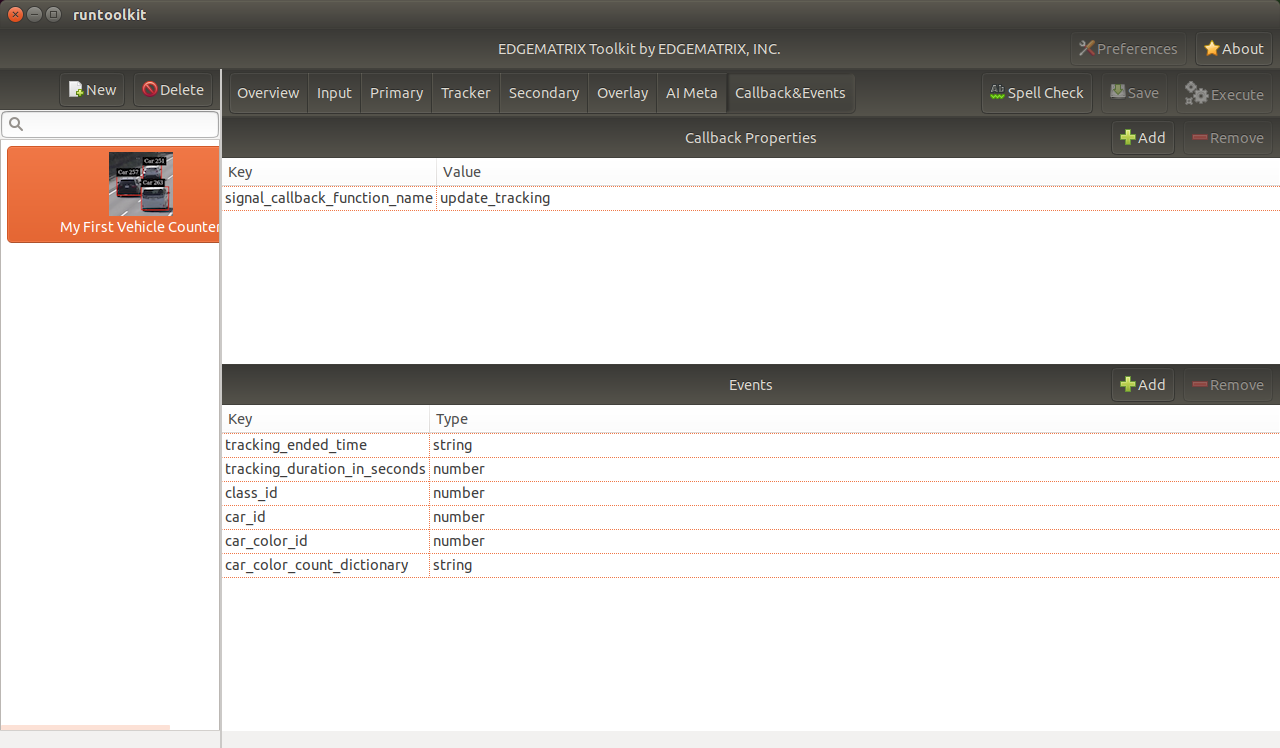 runtoolkit
EDGEMATRIX Toolkit by EDGEMATRIX, INC.
Preferences
About
New
Delete
Overview
Input
Primary
Tracker
Secondary
Overlay
AI Meta
Callback&Events
Spell Check
Save
Execute
Car 251
Car 257
Car 263
My First Vehicle Counter
Callback Properties
Add
Remove
Key Value
signal_callback_function_name update_tracking
Events
Add
Remove
Key Type
tracking_ended_time string
tracking_duration_in_seconds number
class_id number
car_id number
car_color_id number
car_color_count_dictionary string